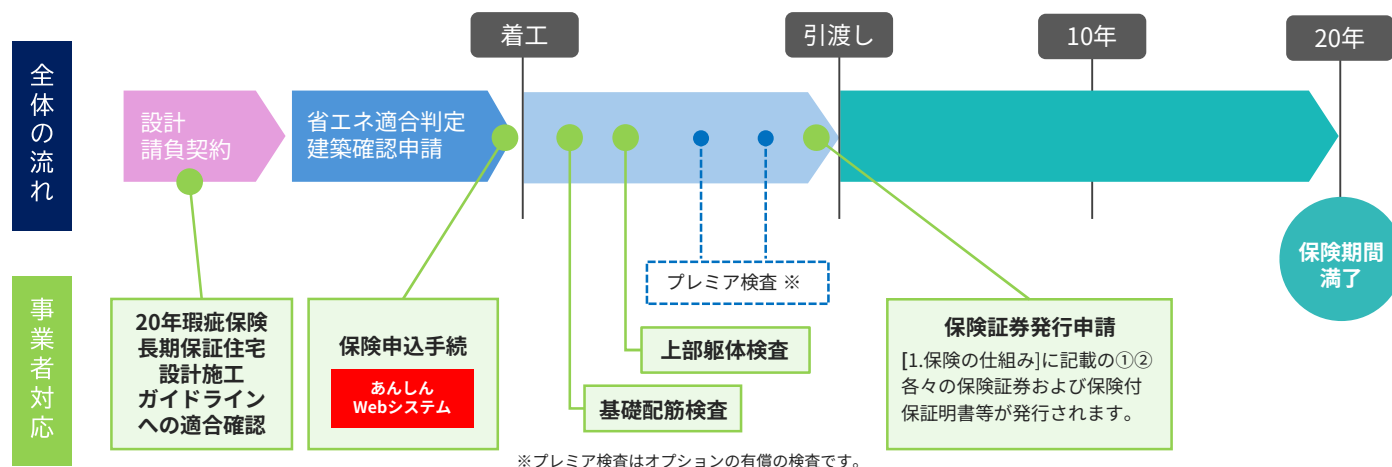 着工
引渡し
10年
20年
全体の流れ
設計
請負契約
省エネ適合判定
建築確認申請
保険期間
満了
プレミア検査 ※
事業者対応
20年瑕疵保険
長期保証住宅
設計施工
ガイドライン
への適合確認
保険申込手続
あんしん
Webシステム
上部躯体検査
基礎配筋検査
保険証券発行申請
[1.保険の仕組み]に記載の①②
各々の保険証券および保険付
保証明書等が発行されます。
※プレミア検査はオプションの有償の検査です。